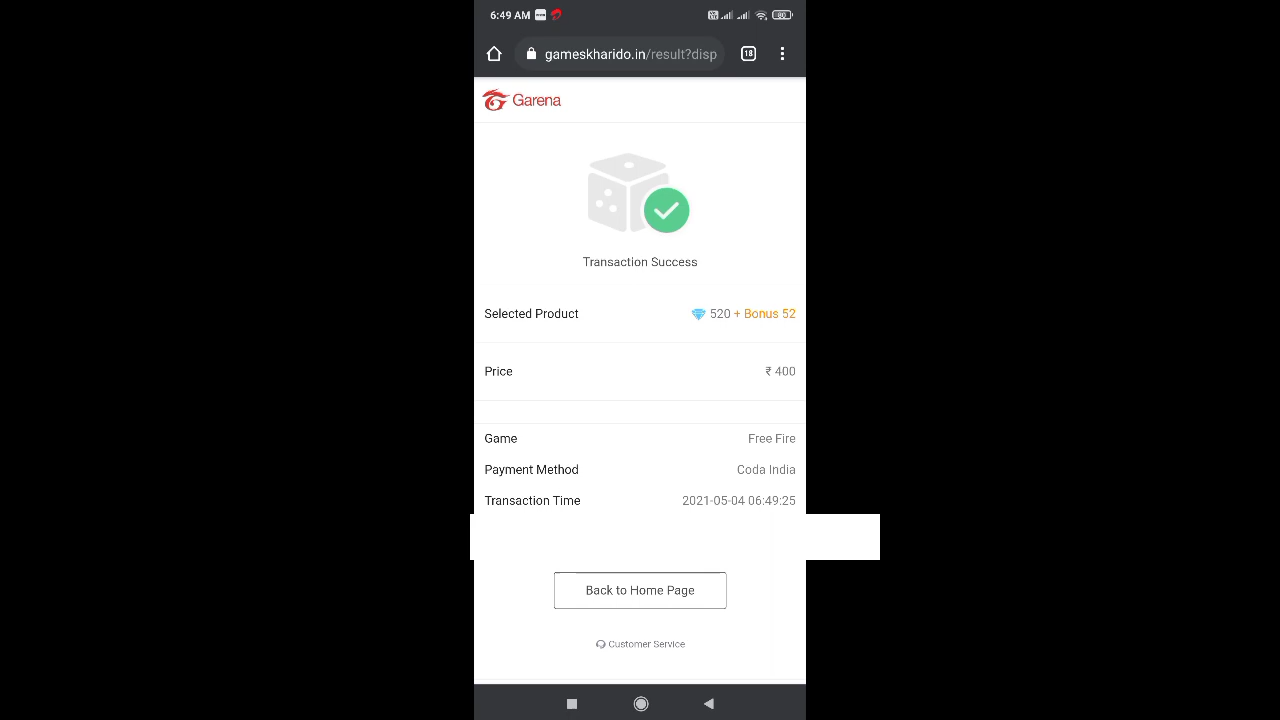 6:49 AM
80
gameskharido.in/result?disp
18
Garena
Transaction Success
Selected Product 520 + Bonus 52
Price ₹ 400
Game Free Fire
Payment Method Coda India
Transaction Time 2021-05-04 06:49:25
Back to Home Page
Customer Service